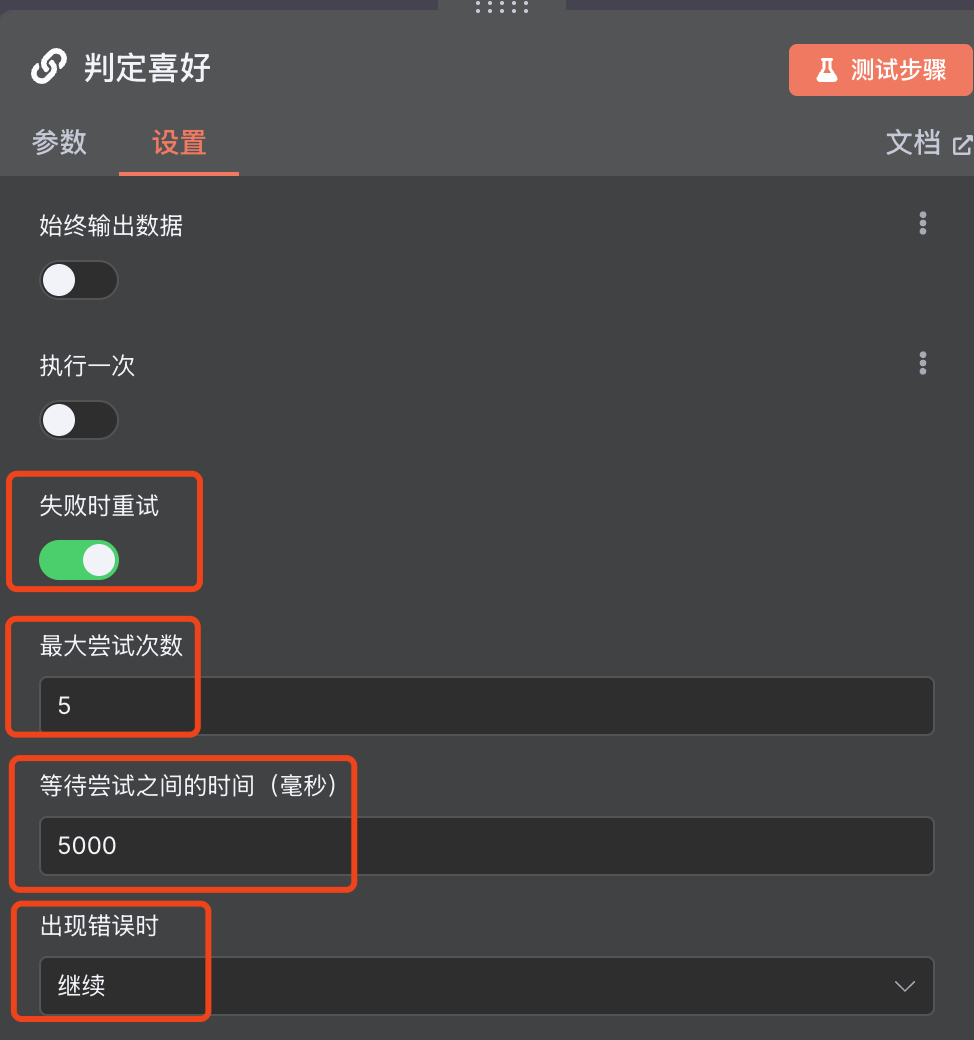 判定喜好
测试步骤
参数
设置
文档
始终输出数据
执行一次
失败时重试
最大尝试次数
5
等待尝试之间的时间（毫秒）
5000
出现错误时
继续